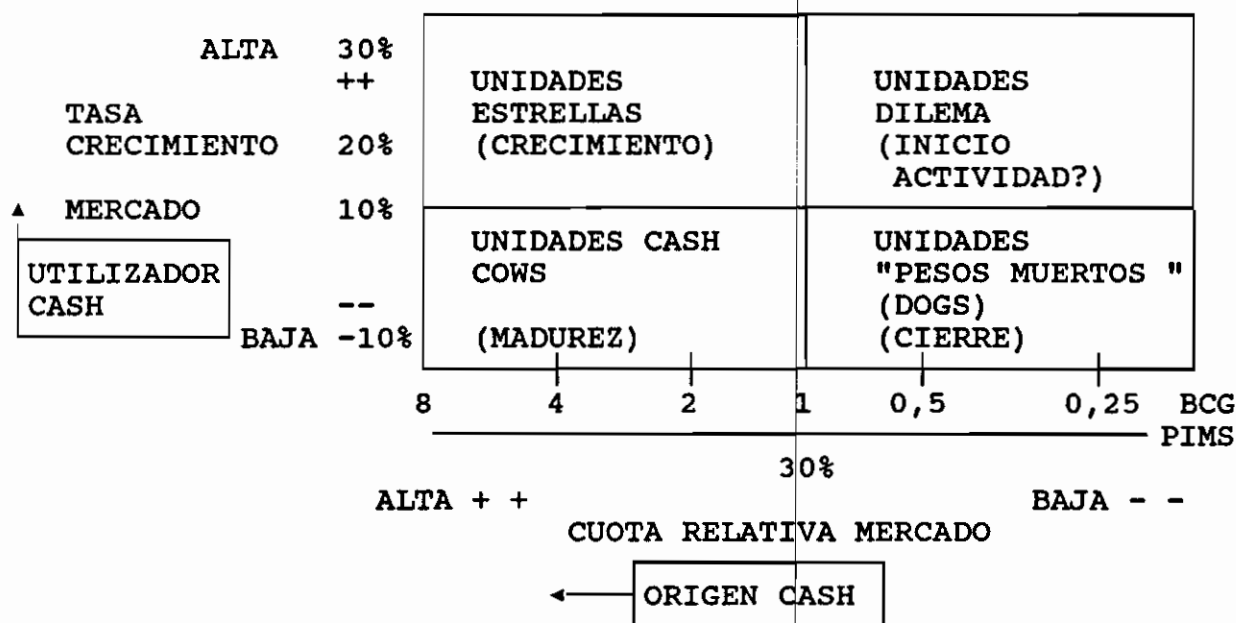 ALTA 30%
++ UNIDADES UNIDADES
TASA ESTRELLAS DILEMA
CRECIMIENTO 20% (CRECIMIENTO) (INICIO
ACTIVIDAD?)
MERCADO 10%
UNIDADES CASH UNIDADES
UTILIZADOR COWS "PESOS MUERTOS "
CASH -- (DOGS)
BAJA -10% (MADUREZ) (CIERRE)
8 4 2 1 0,5 0,25 BCG
PIMS
30%
ALTA + + BAJA - -
CUOTA RELATIVA MERCADO
ORIGEN CASH